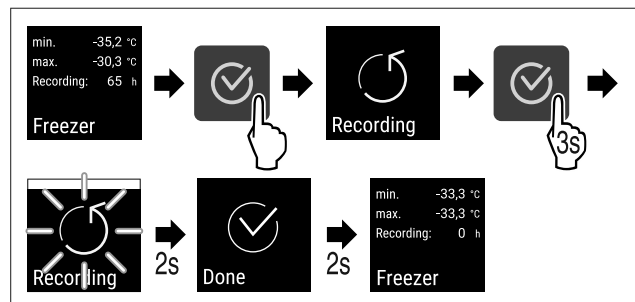 min. -35,2 °C
max. -30,3 °C
Recording: 65 h
Freezer
Recording
3s
Recording
2s
Done
2s
min. -33,3 °C
max. -33,3 °C
Recording: 0 h
Freezer